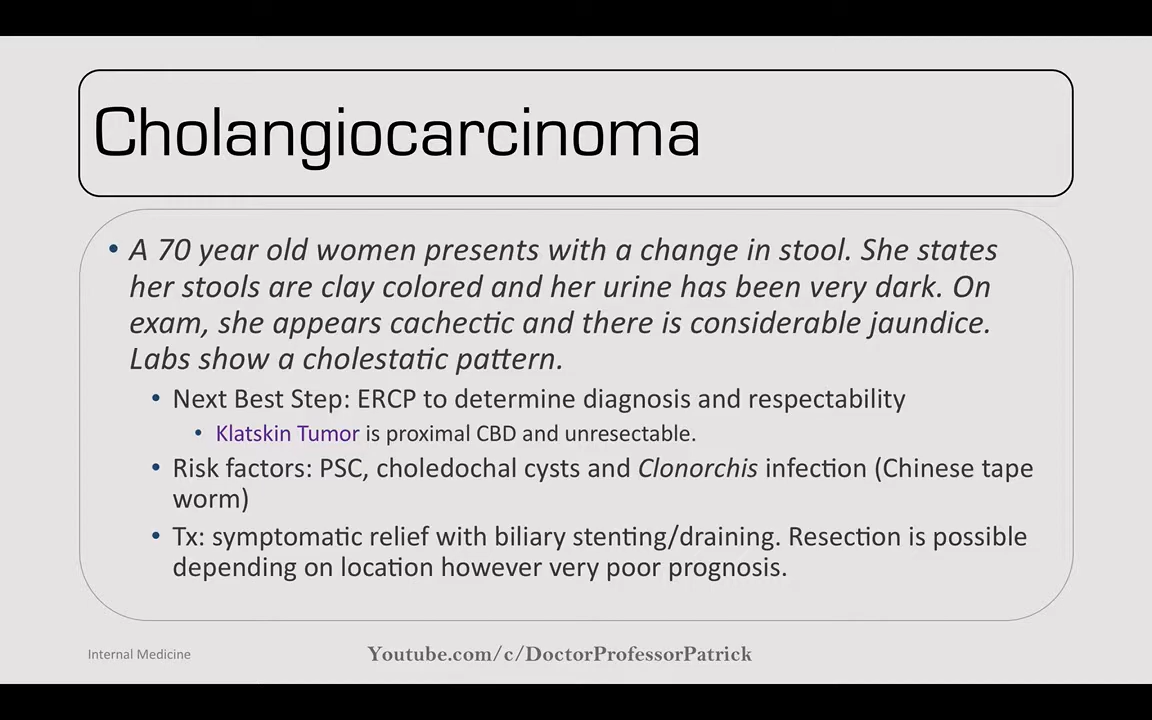 Cholangiocarcinoma
• A 70 year old women presents with a change in stool. She states
her stools are clay colored and her urine has been very dark. On
exam, she appears cachectic and there is considerable jaundice.
Labs show a cholestatic pattern.
• Next Best Step: ERCP to determine diagnosis and respectability
• Klatskin Tumor is proximal CBD and unresectable.
• Risk factors: PSC, choledochal cysts and Clonorchis infection (Chinese tape
worm)
• Tx: symptomatic relief with biliary stenting/draining. Resection is possible
depending on location however very poor prognosis.
Internal Medicine
Youtube.com/c/DoctorProfessorPatrick